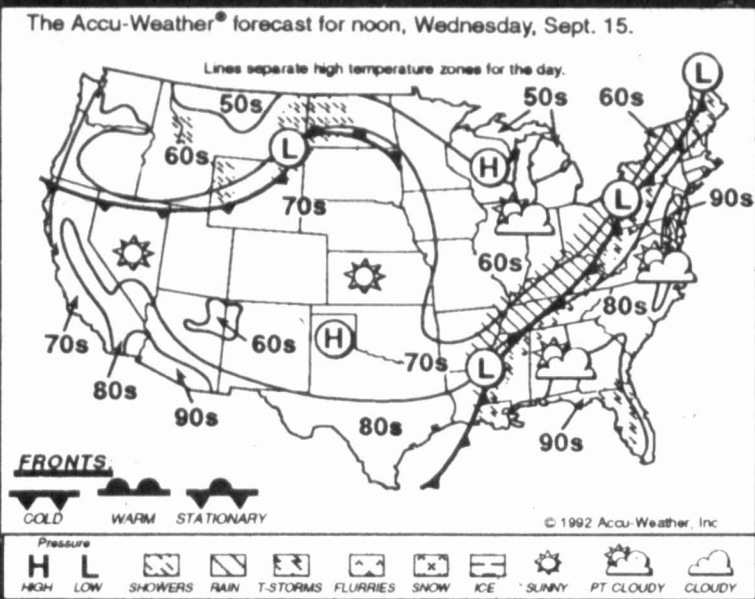 The Accu-Weather® forecast for noon, Wednesday, Sept. 15.
Lines separate high temperature zones for the day.
L
50s
50s
60s
60s
L
H
L
90s
70s
60s
80s
70s
60s
H
70s
L
80s
90s
80s
90s
FRONTS
COLD WARM STATIONARY
© 1992 Accu-Weather, Inc
Pressure
H L
HIGH LOW SHOWERS RAIN T-STORMS FLURRIES SNOW ICE SUNNY PT CLOUDY CLOUDY